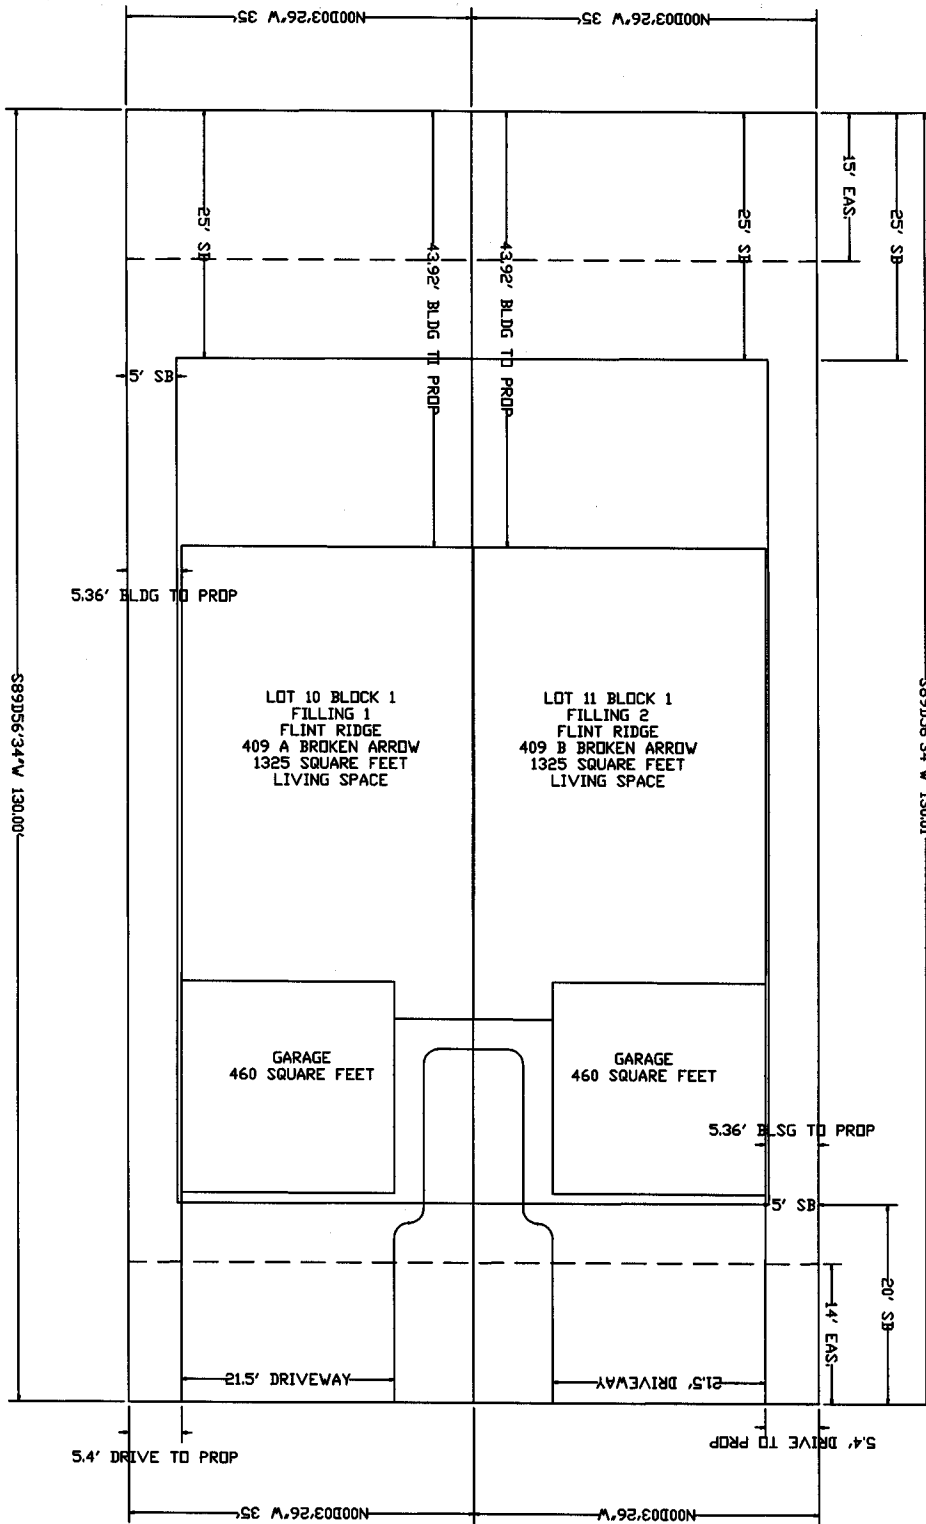 N00D03'26"W 35'
N00D03'26"W 35'
15' EAS.
25' SB
25' SB
25' SB
43.92' BLDG TI PROP
43.92' BLDG TO PROP
5' SB
5.36' BLDG TO PROP
S89D56'34"W 130.00'
LOT 10 BLOCK 1
FILLING 1
FLINT RIDGE
409 A BROKEN ARROW
1325 SQUARE FEET
LIVING SPACE
LOT 11 BLOCK 1
FILLING 2
FLINT RIDGE
409 B BROKEN ARROW
1325 SQUARE FEET
LIVING SPACE
GARAGE
460 SQUARE FEET
GARAGE
460 SQUARE FEET
5.36' BLSG TO PROP
5' SB
20' SB
14' EAS.
21.5' DRIVEWAY
21.5' DRIVEWAY
5.4' DRIVE TO PROP
5.4' DRIVE TO PROP
N00D03'26"W 35'
N00D03'26"W